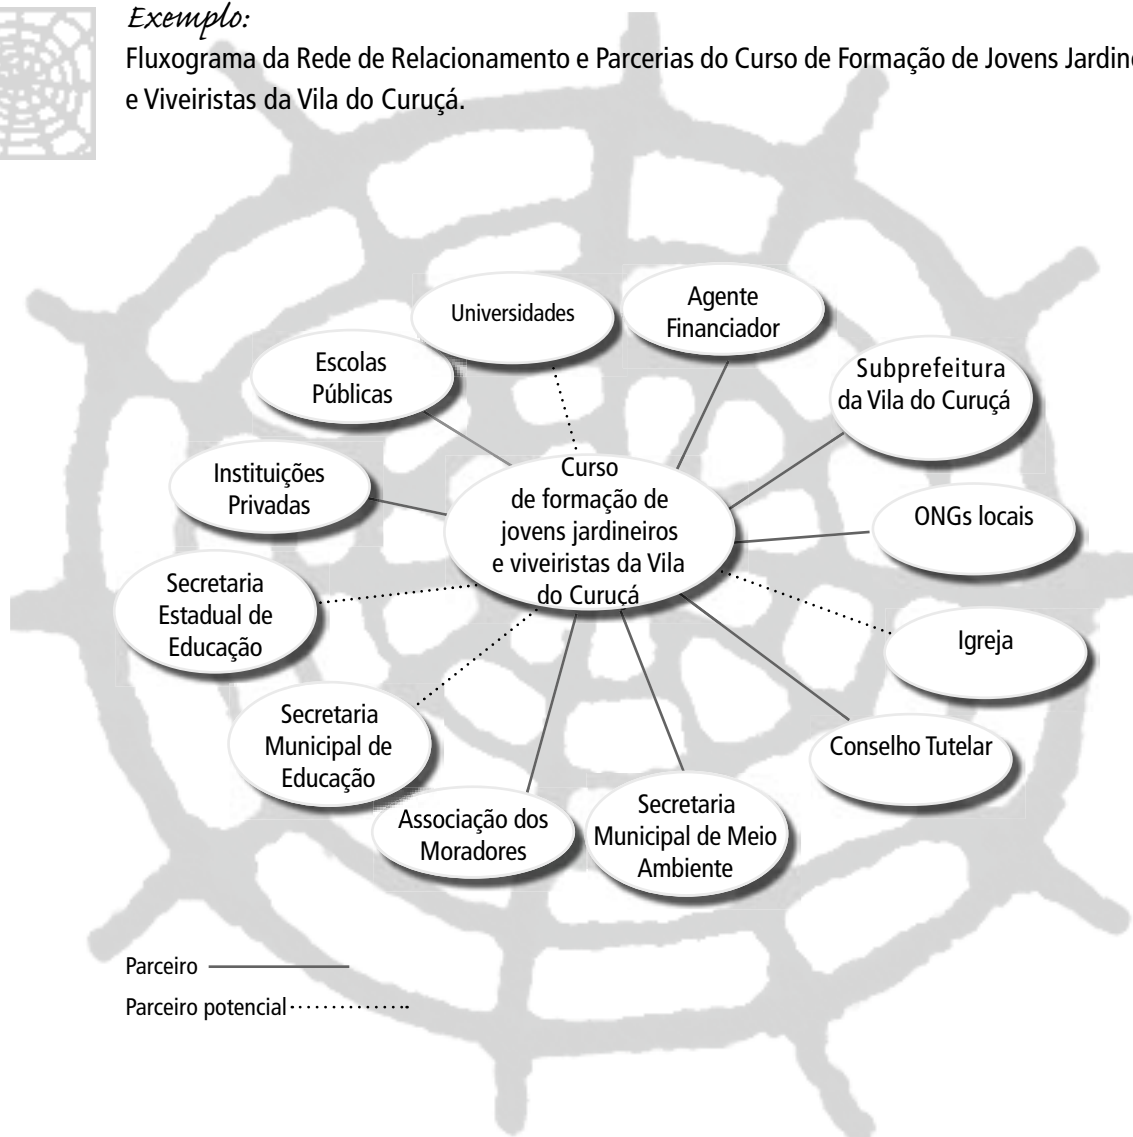 Exemplo:
Fluxograma da Rede de Relacionamento e Parcerias do Curso de Formação de Jovens
e Viveiristas da Vila do Curuçá.
Universidades
Agente
Financiador
Escolas
Públicas
Subprefeitura
da Vila do Curuçá
Instituições
Privadas
Curso
de formação de
jovens jardineiros
e viveiristas da Vila
do Curuçá
ONGs locais
Secretaria
Estadual de
Educação
Igreja
Secretaria
Municipal de
Educação
Conselho Tutelar
Associação dos
Moradores
Secretaria
Municipal de Meio
Ambiente
Parceiro
Parceiro potencial